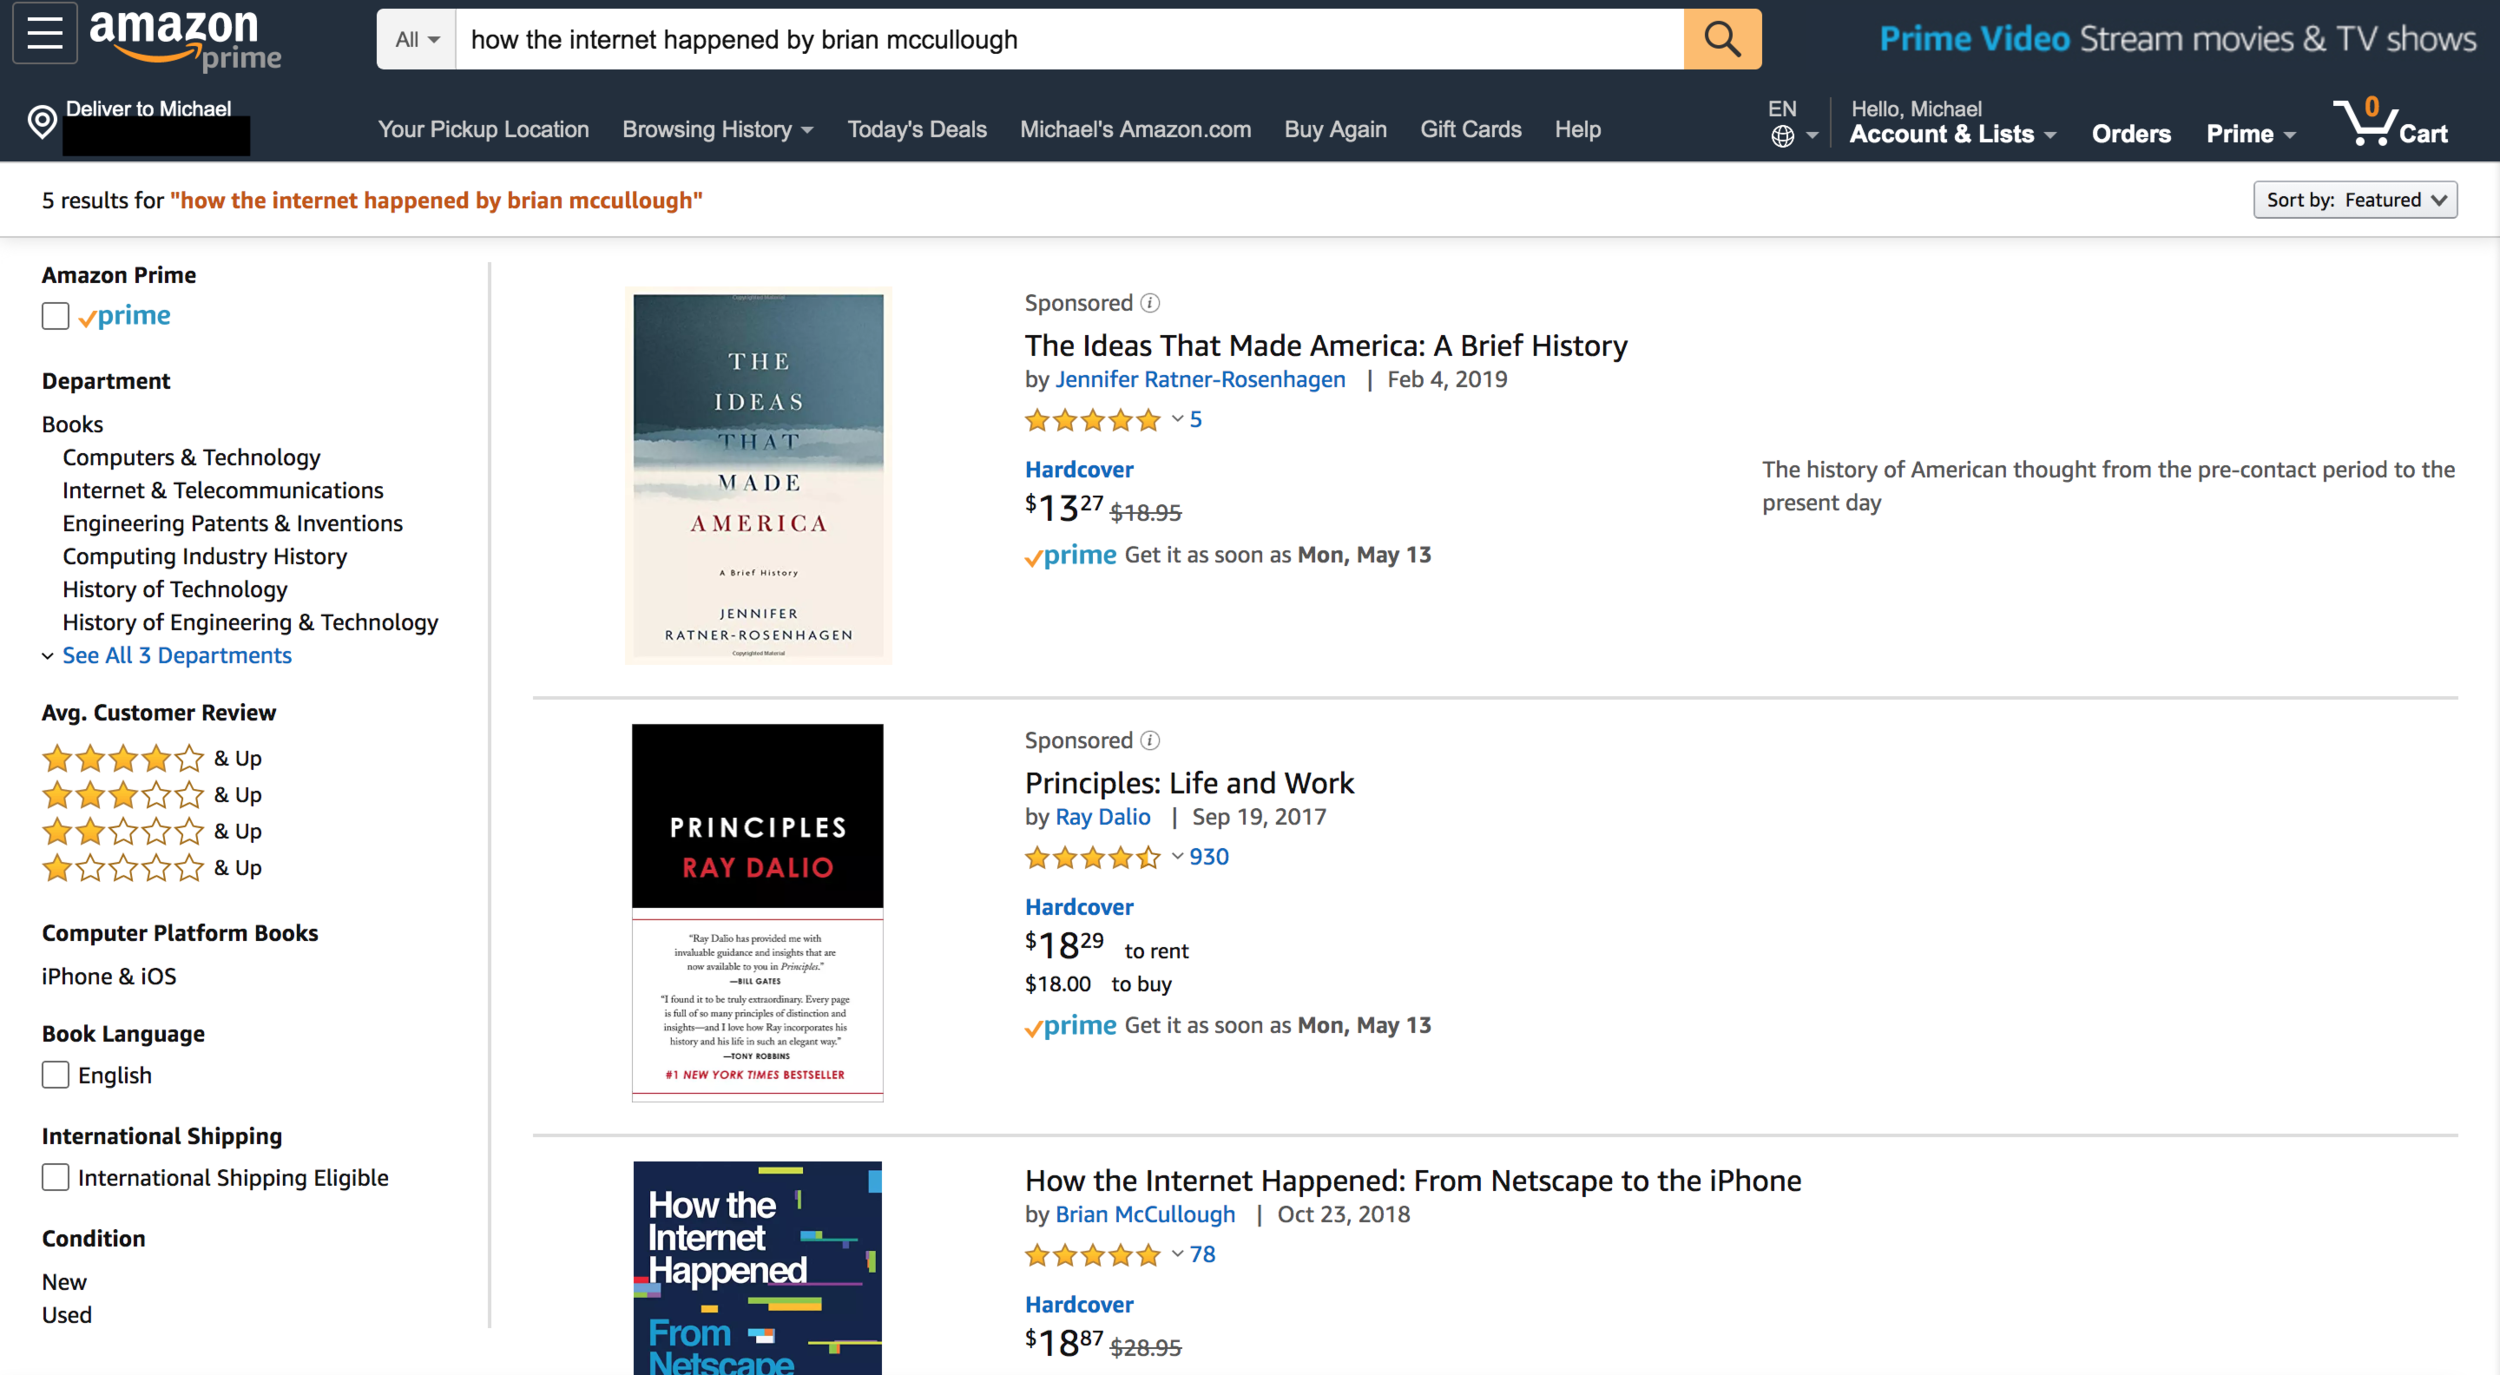 amazon prime
All
how the internet happened by brian mccullough
Prime Video Stream movies & TV shows
Deliver to Michael
Your Pickup Location
Browsing History
Today's Deals
Michael's Amazon.com
Buy Again
Gift Cards
Help
EN
Hello, Michael
Account & Lists
Orders
Prime
0
Cart
5 results for "how the internet happened by brian mccullough"
Sort by: Featured
Amazon Prime
prime
Department
Books
Computers & Technology
Internet & Telecommunications
Engineering Patents & Inventions
Computing Industry History
History of Technology
History of Engineering & Technology
See All 3 Departments
Avg. Customer Review
& Up
& Up
& Up
& Up
Computer Platform Books
iPhone & iOS
Book Language
English
International Shipping
International Shipping Eligible
Condition
New
Used
Copyrighted Material
THE
IDEAS
THAT
MADE
AMERICA
A Brief History
JENNIFER
RATNER-ROSENHAGEN
Copyrighted Material
Sponsored
The Ideas That Made America: A Brief History
by Jennifer Ratner-Rosenhagen | Feb 4, 2019
5
Hardcover
$1327 $18.95
prime Get it as soon as Mon, May 13
The history of American thought from the pre-contact period to the
present day
PRINCIPLES
RAY DALIO
"Ray Dalio has provided me with
invaluable guidance and insights that are
now available to you in Principles."
—BILL GATES
"I found it to be truly extraordinary. Every page
is full of so many principles of distinction and
insights—and I love how Ray incorporates his
history and his life in such an elegant way."
—TONY ROBBINS
#1 NEW YORK TIMES BESTSELLER
Sponsored
Principles: Life and Work
by Ray Dalio | Sep 19, 2017
930
Hardcover
$1829 to rent
$18.00 to buy
prime Get it as soon as Mon, May 13
How the
Internet
Happened
From
Netscape
How the Internet Happened: From Netscape to the iPhone
by Brian McCullough | Oct 23, 2018
78
Hardcover
$1887 $28.95